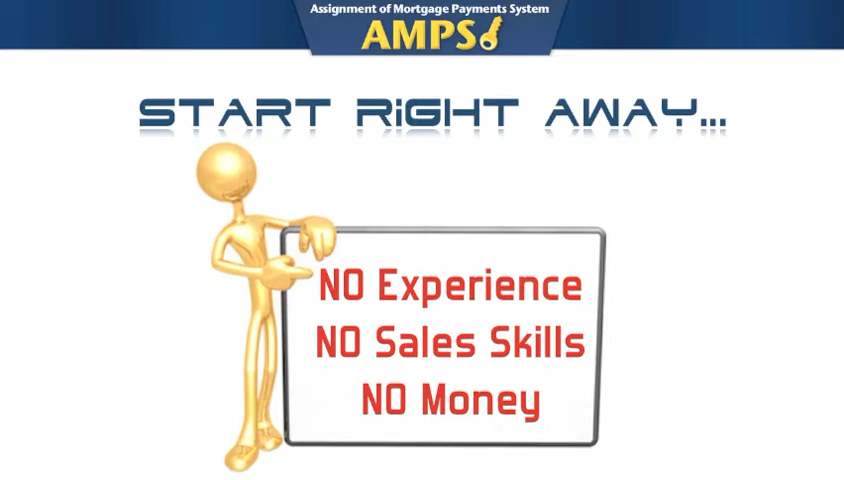 Assignment of Mortgage Payments System
AMPS
START RiGHT AWAY...
NO Experience
NO Sales Skills
NO Money